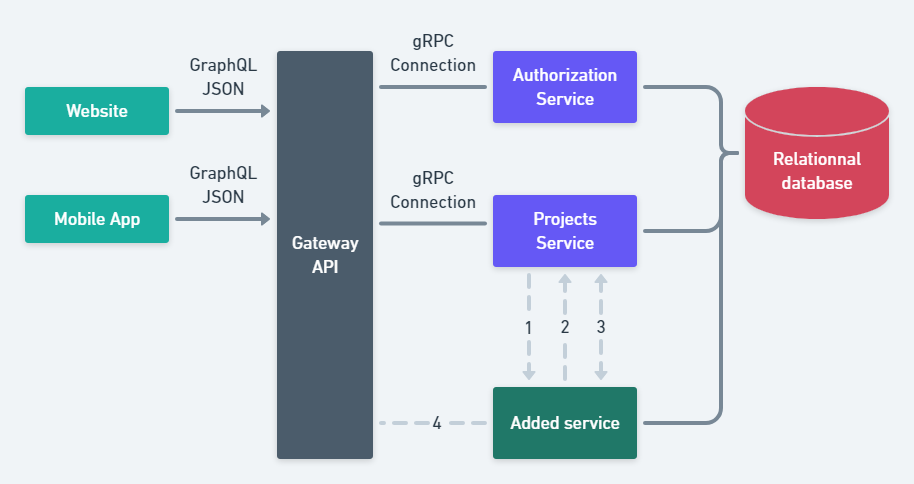 GraphQL
JSON
Website
GraphQL
JSON
Mobile App
Gateway
API
gRPC
Connection
gRPC
Connection
Authorization
Service
Projects
Service
1
2
3
4
Added service
Relationnal
database